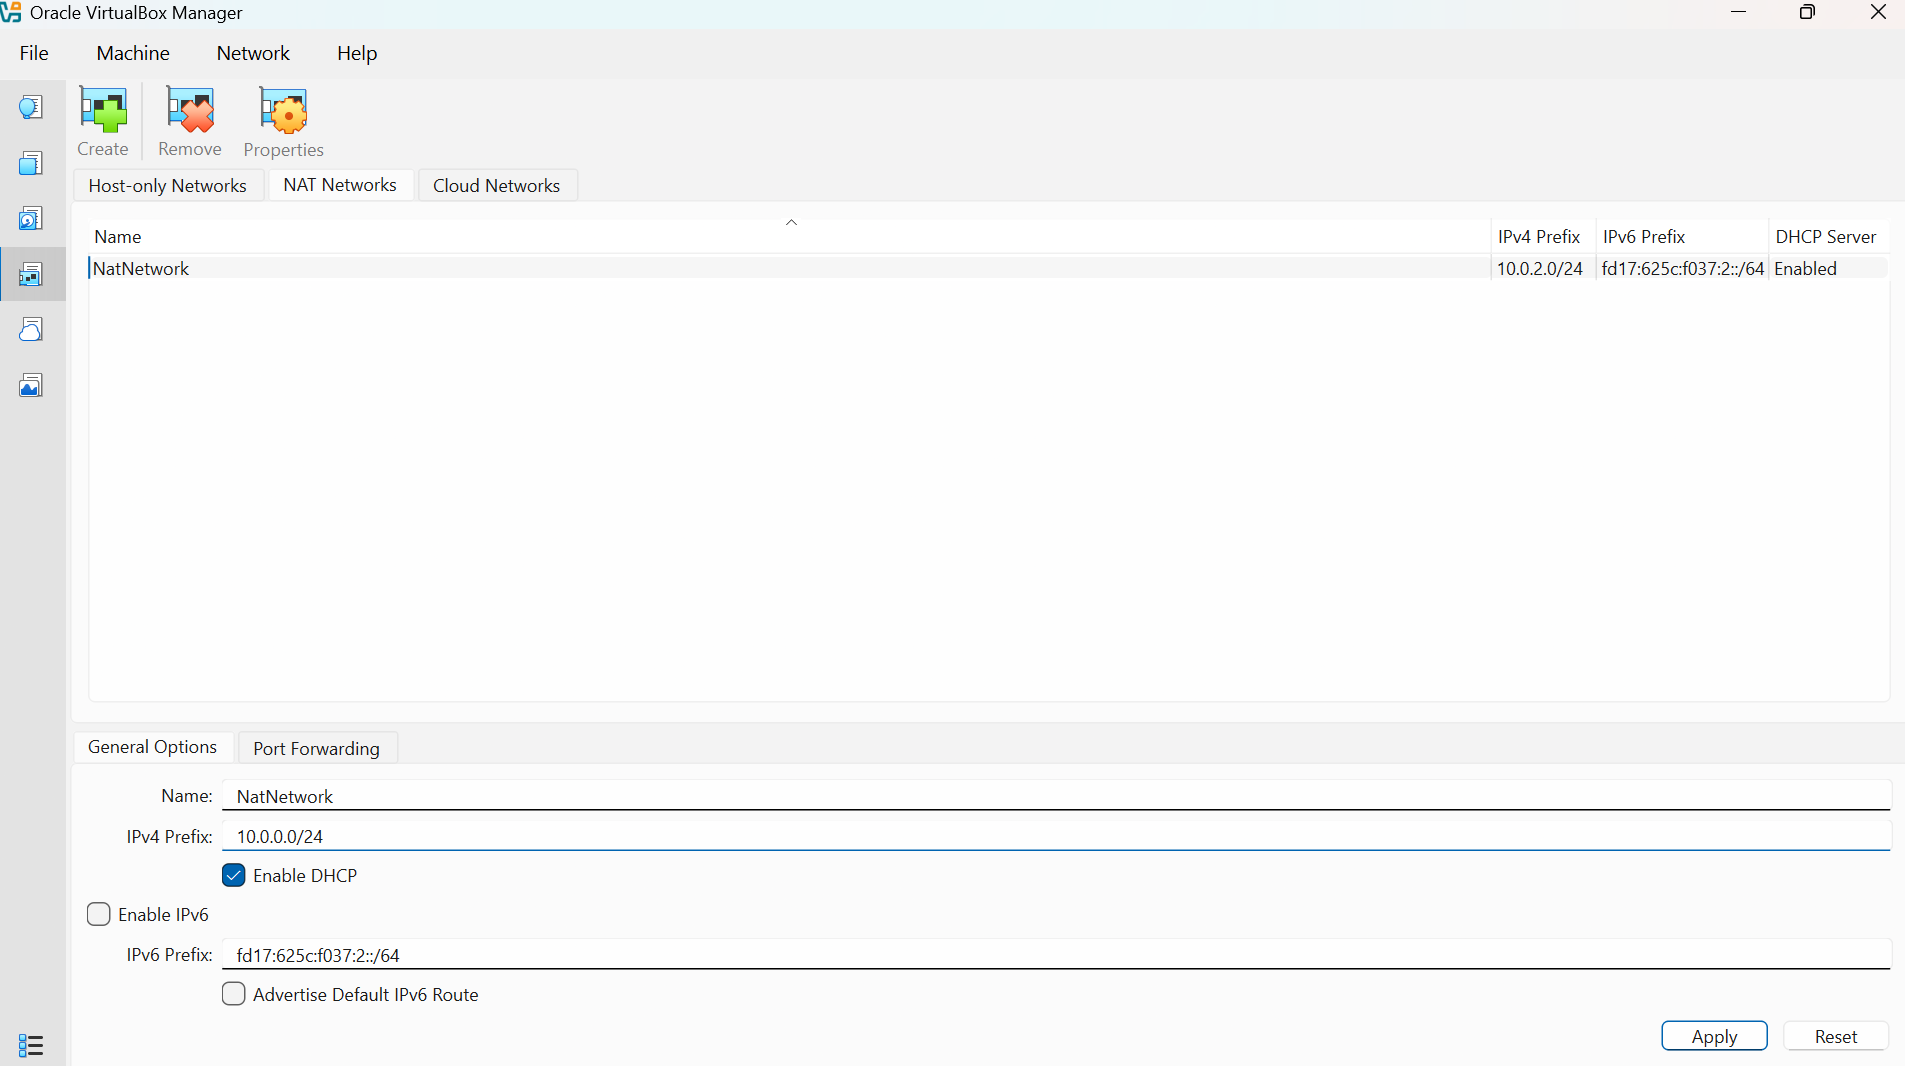 Oracle VirtualBox Manager
File Machine Network Help
Create Remove Properties
Host-only Networks NAT Networks Cloud Networks
Name IPv4 Prefix IPv6 Prefix DHCP Server
NatNetwork 10.0.2.0/24 fd17:625c:f037:2::/64 Enabled
General Options Port Forwarding
Name: NatNetwork
IPv4 Prefix: 10.0.0.0/24
Enable DHCP
Enable IPv6
IPv6 Prefix: fd17:625c:f037:2::/64
Advertise Default IPv6 Route
Apply Reset